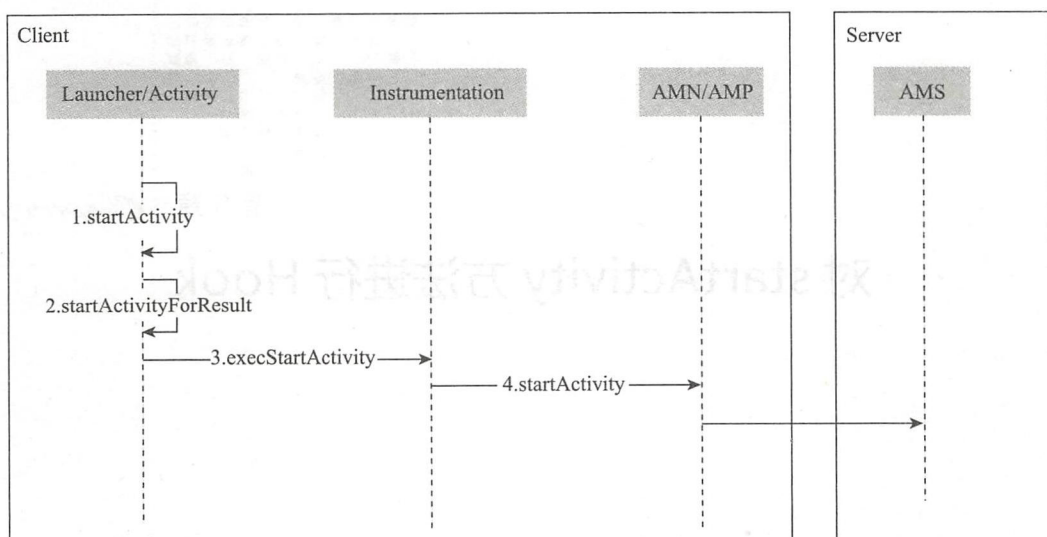 Client
Server
Launcher/Activity
Instrumentation
AMN/AMP
AMS
1.startActivity
2.startActivityForResult
3.execStartActivity
4.startActivity
对 startActivity 方法进行 Hook